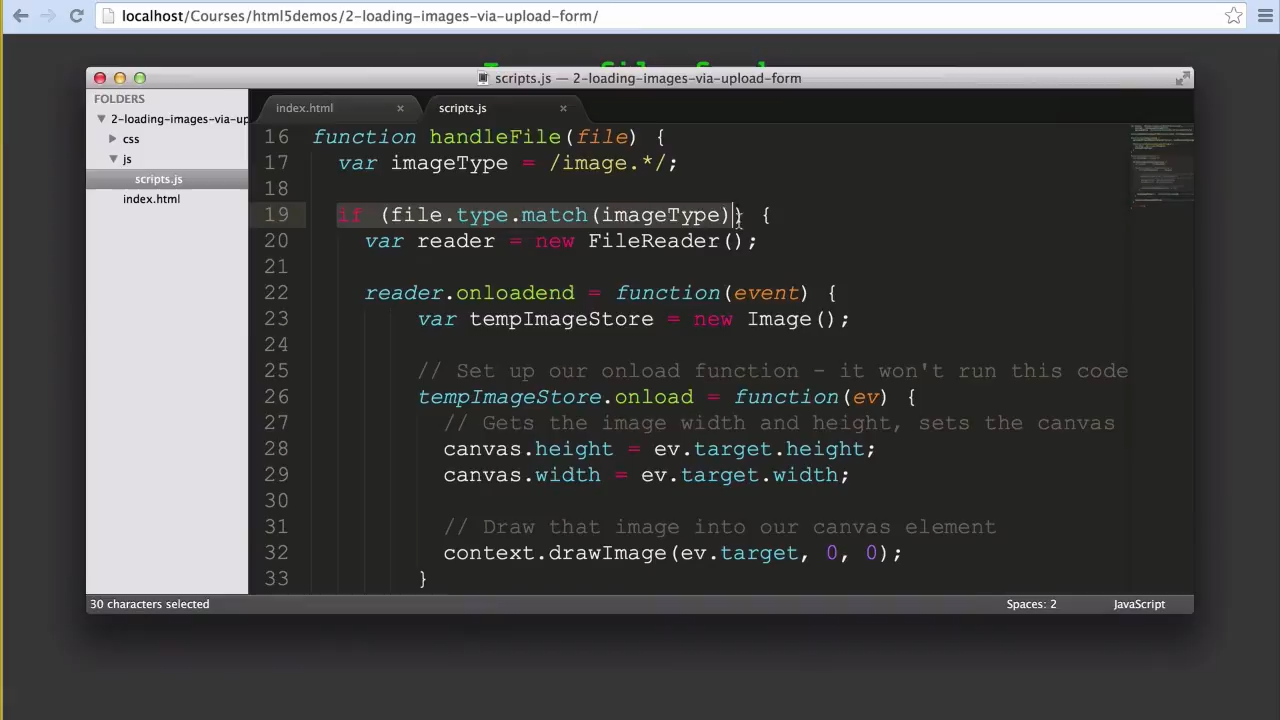 localhost/Courses/html5demos/2-loading-images-via-upload-form/
scripts.js — 2-loading-images-via-upload-form
FOLDERS
2-loading-images-via-up
css
js
scripts.js
index.html
index.html × scripts.js ×
16 function handleFile(file) {
17 var imageType = /image.*/;
18
19 if (file.type.match(imageType)) {
20 var reader = new FileReader();
21
22 reader.onloadend = function(event) {
23 var tempImageStore = new Image();
24
25 // Set up our onload function - it won't run this code
26 tempImageStore.onload = function(ev) {
27 // Gets the image width and height, sets the canvas
28 canvas.height = ev.target.height;
29 canvas.width = ev.target.width;
30
31 // Draw that image into our canvas element
32 context.drawImage(ev.target, 0, 0);
33 }
30 characters selected
Spaces: 2
JavaScript